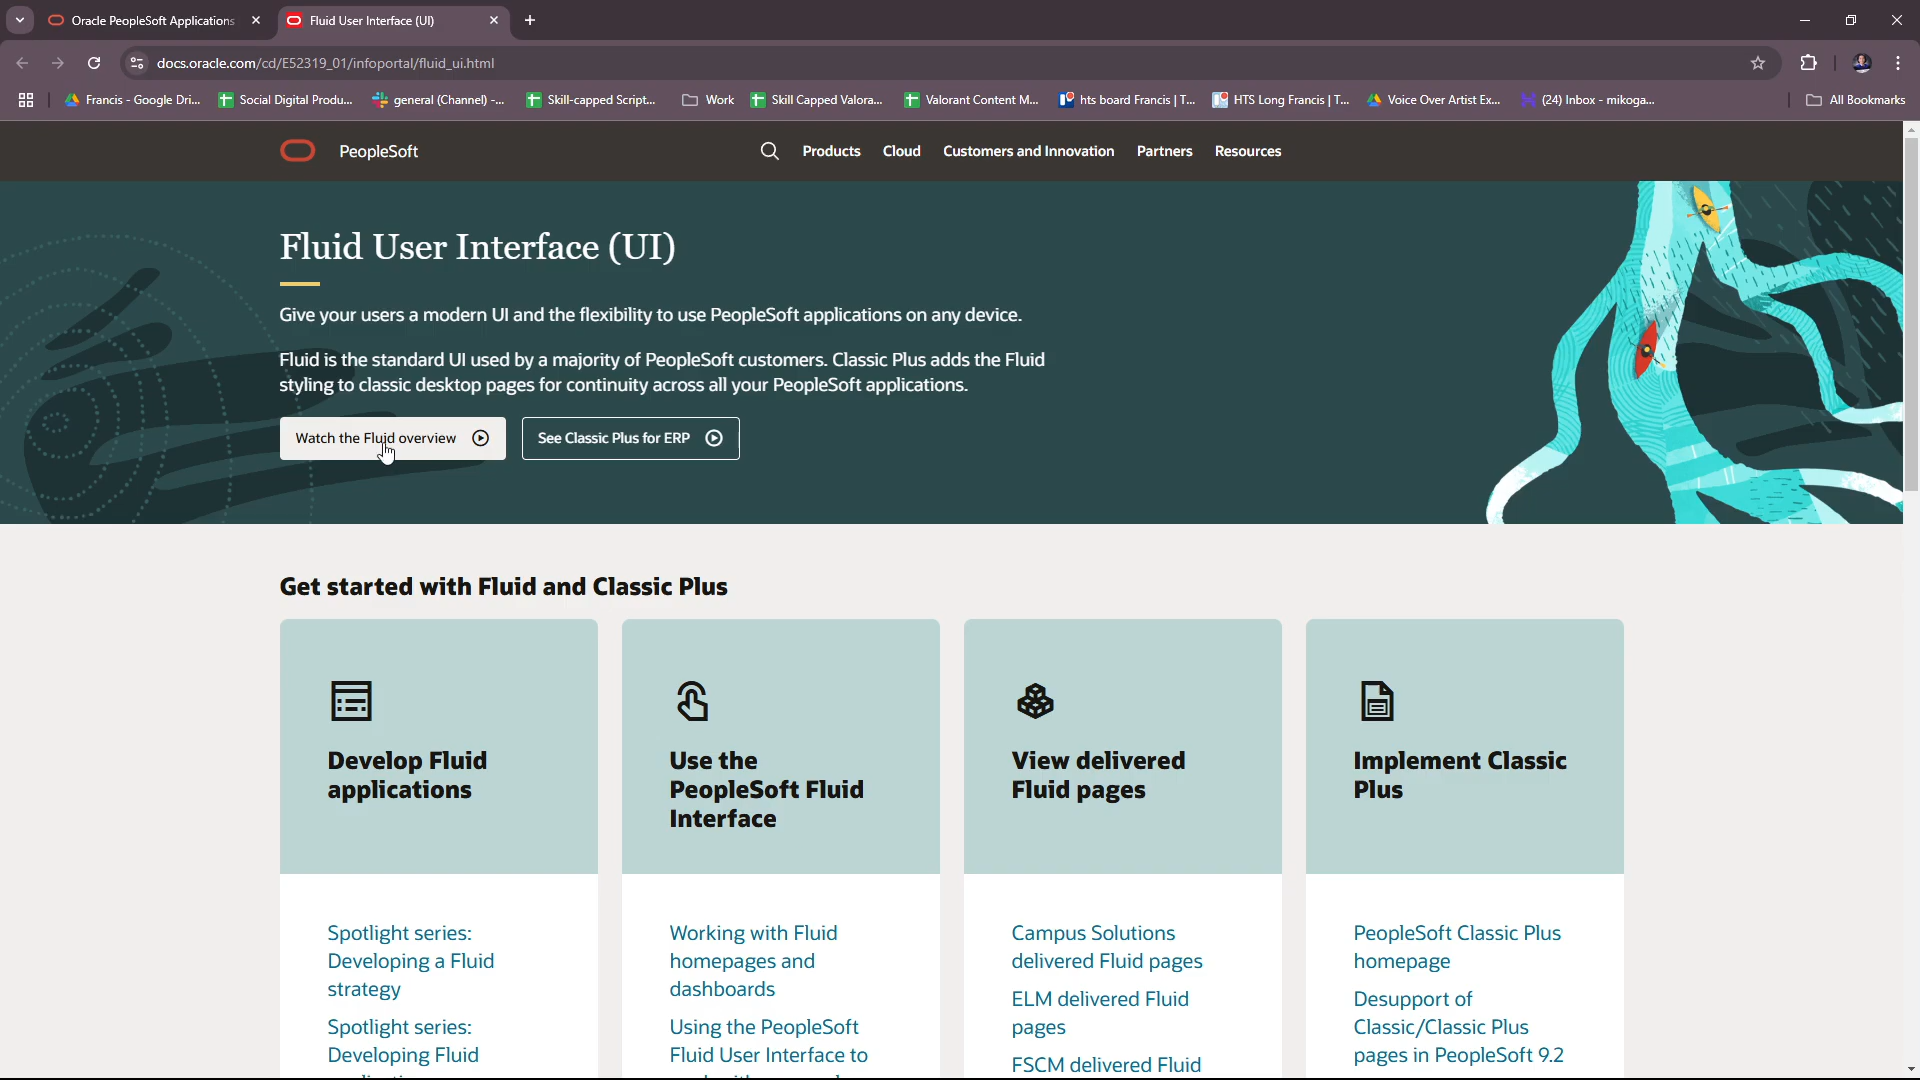 Oracle PeopleSoft Applications
Fluid User Interface (UI)
docs.oracle.com/cd/E52319_01/infoportal/fluid_ui.html
Francis - Google Dri...
Social Digital Produ...
general (Channel) -...
Skill-capped Script...
Work
Skill Capped Valora...
Valorant Content M...
hts board Francis | T...
HTS Long Francis | T...
Voice Over Artist Ex...
(24) Inbox - mikoga...
All Bookmarks
PeopleSoft
Products
Cloud
Customers and Innovation
Partners
Resources
Fluid User Interface (UI)
Give your users a modern UI and the flexibility to use PeopleSoft applications on any device.
Fluid is the standard UI used by a majority of PeopleSoft customers. Classic Plus adds the Fluid
styling to classic desktop pages for continuity across all your PeopleSoft applications.
Watch the Fluid overview
See Classic Plus for ERP
Get started with Fluid and Classic Plus
Develop Fluid
applications
Spotlight series:
Developing a Fluid
strategy
Spotlight series:
Developing Fluid
Use the
PeopleSoft Fluid
Interface
Working with Fluid
homepages and
dashboards
Using the PeopleSoft
Fluid User Interface to
View delivered
Fluid pages
Campus Solutions
delivered Fluid pages
ELM delivered Fluid
pages
FSCM delivered Fluid
Implement Classic
Plus
PeopleSoft Classic Plus
homepage
Desupport of
Classic/Classic Plus
pages in PeopleSoft 9.2